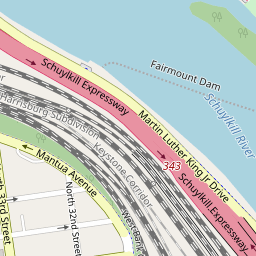 Schuylkill Expressway
Fairmount Dam
Schuylkill River
Harrisburg Subdivision
Martin Luther King Jr. Drive
Keystone Corridor
343
Schuylkill Expressway
Mantua Avenue
North 33rd Street
North 32nd Street